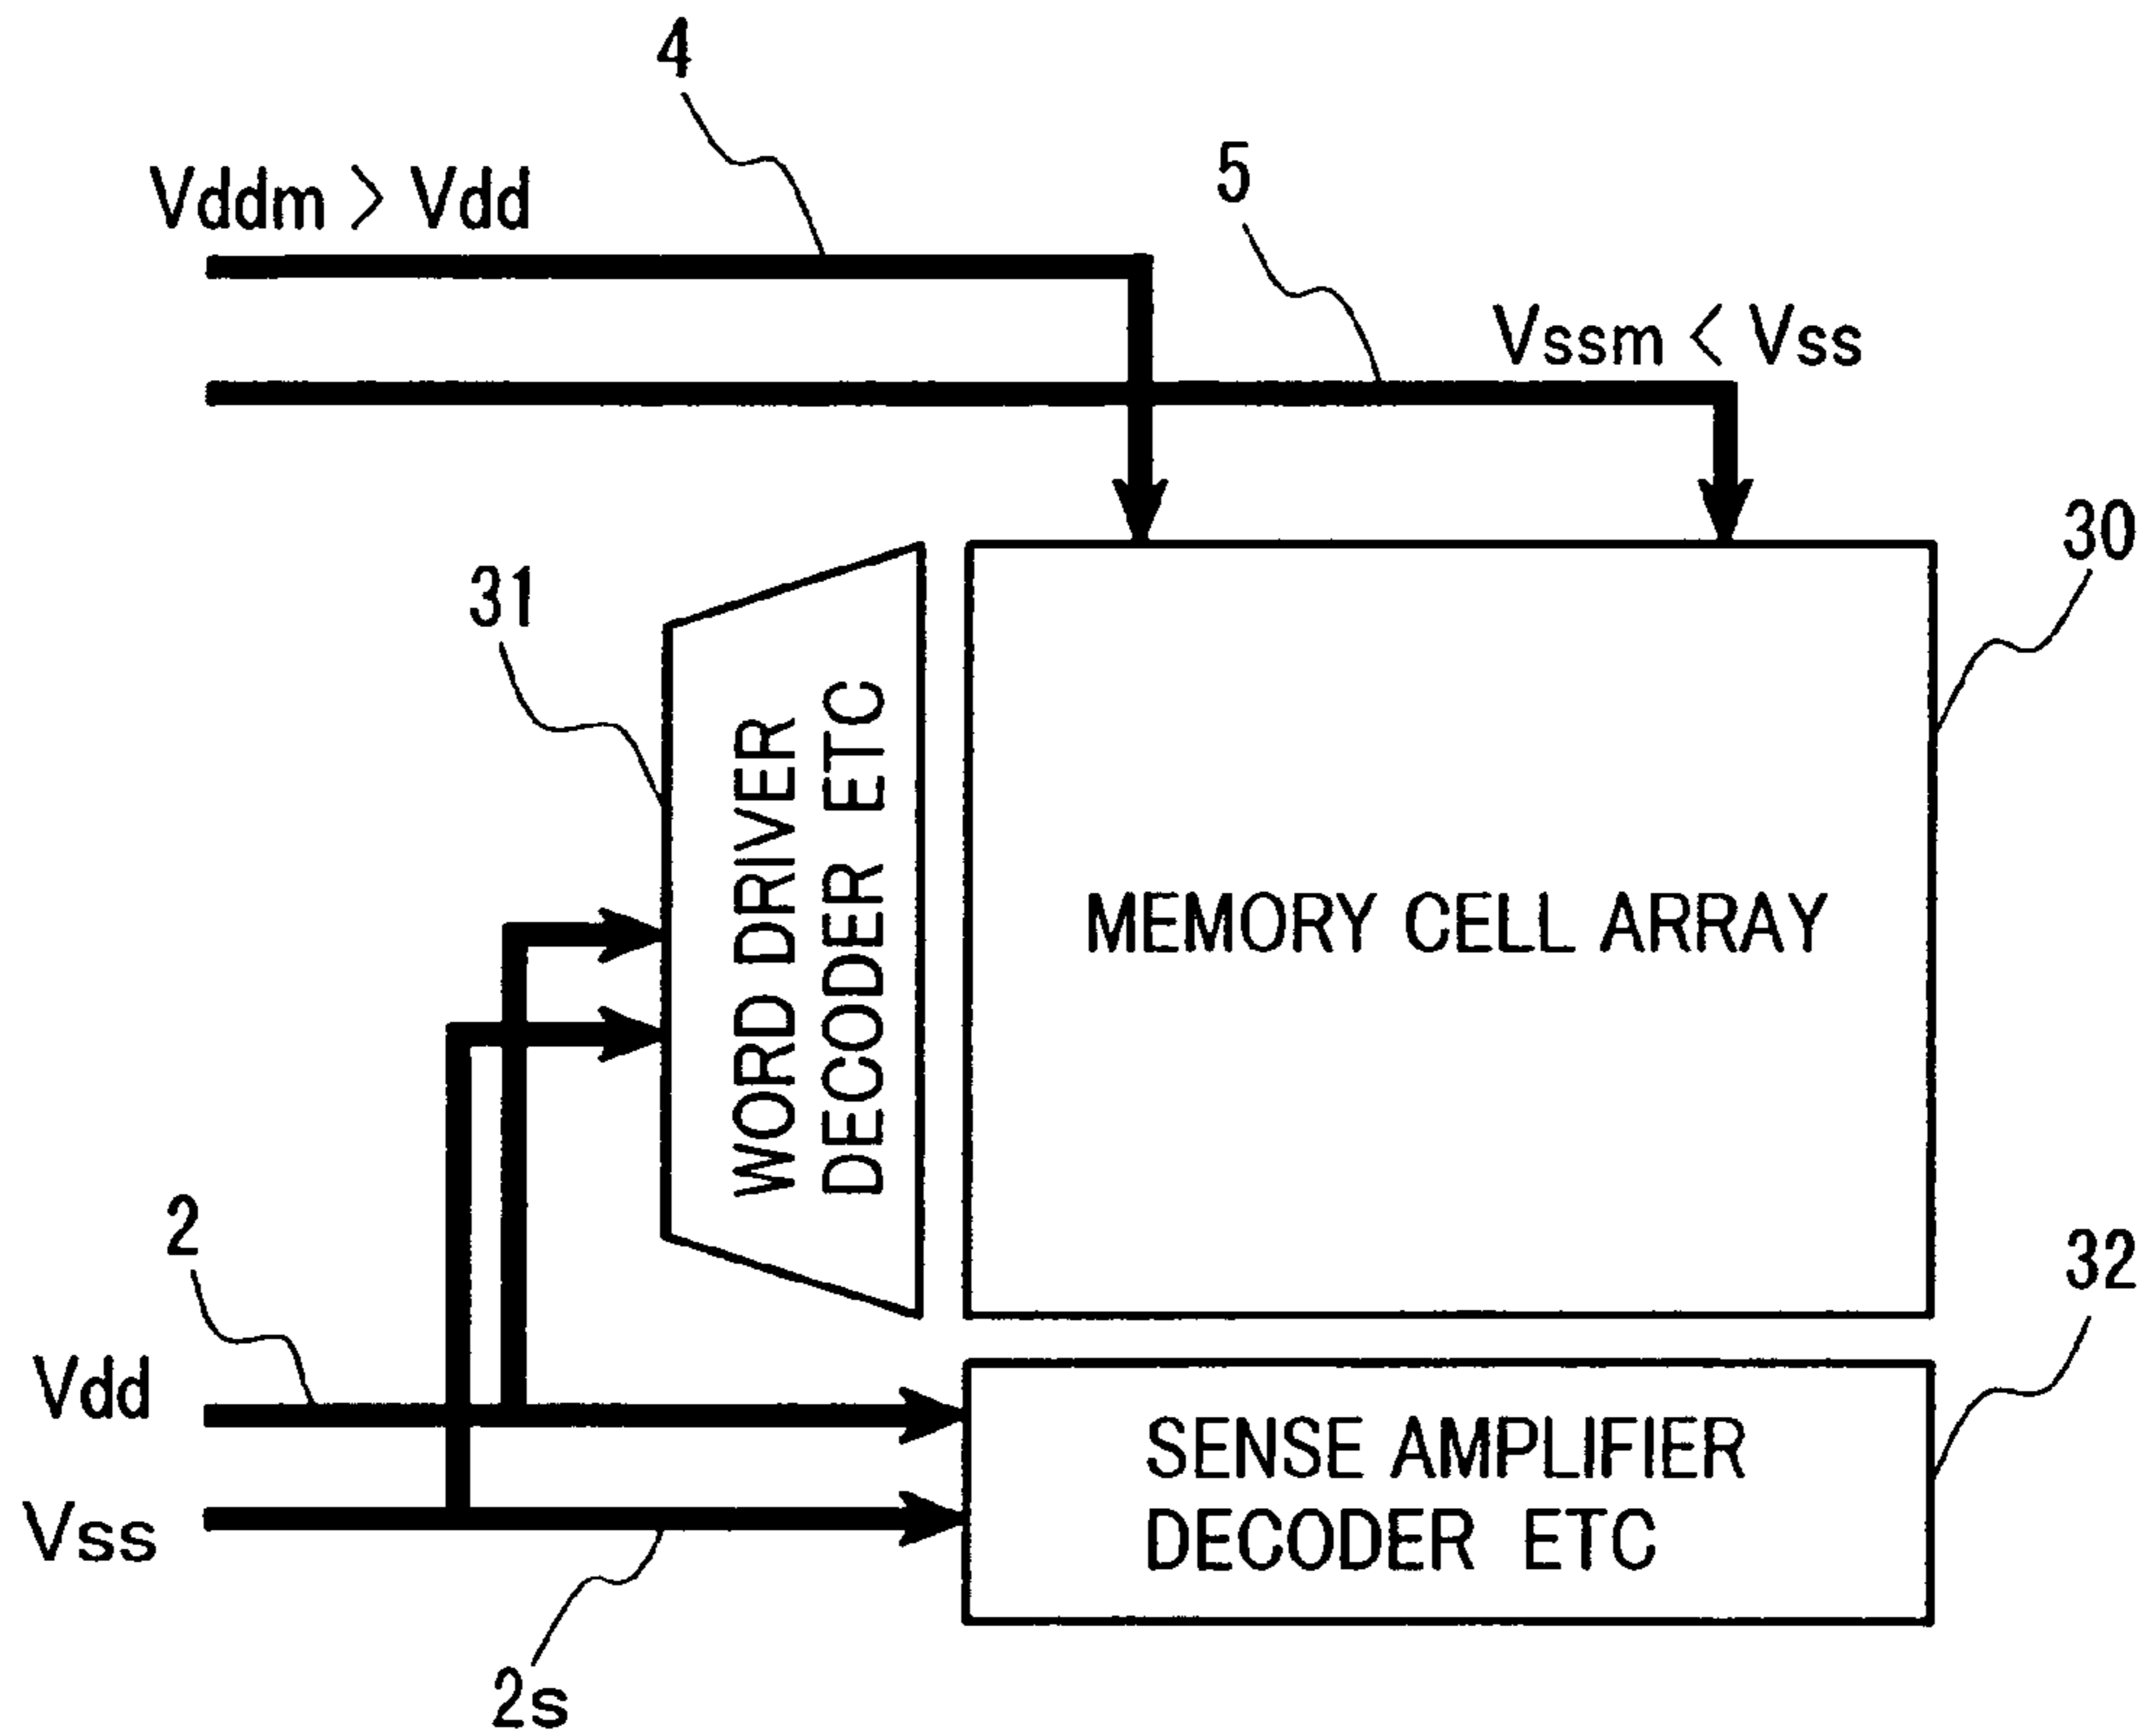 4
Vddm > Vdd
5
Vssm < Vss
30
31
WORD DRIVER
DECODER ETC
MEMORY CELL ARRAY
2
32
Vdd
SENSE AMPLIFIER
DECODER ETC
Vss
2s